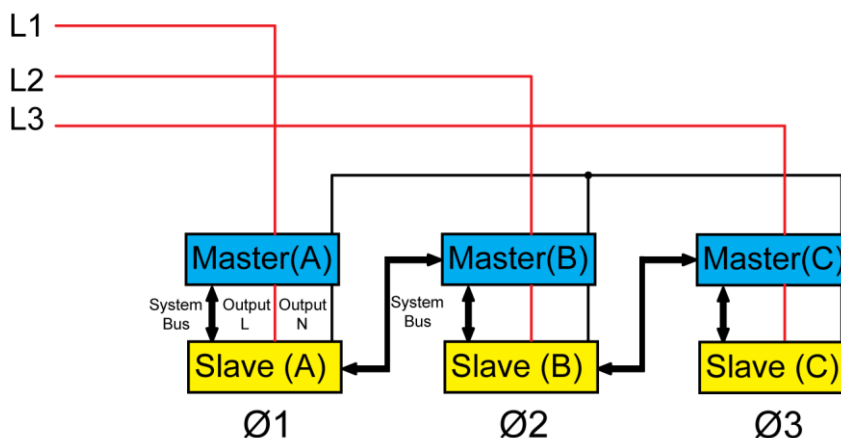 L1
L2
L3
Master(A)
Master(B)
Master(C)
System
Bus
Output
L
Output
N
System
Bus
Slave (A)
Slave (B)
Slave (C)
Ø1
Ø2
Ø3